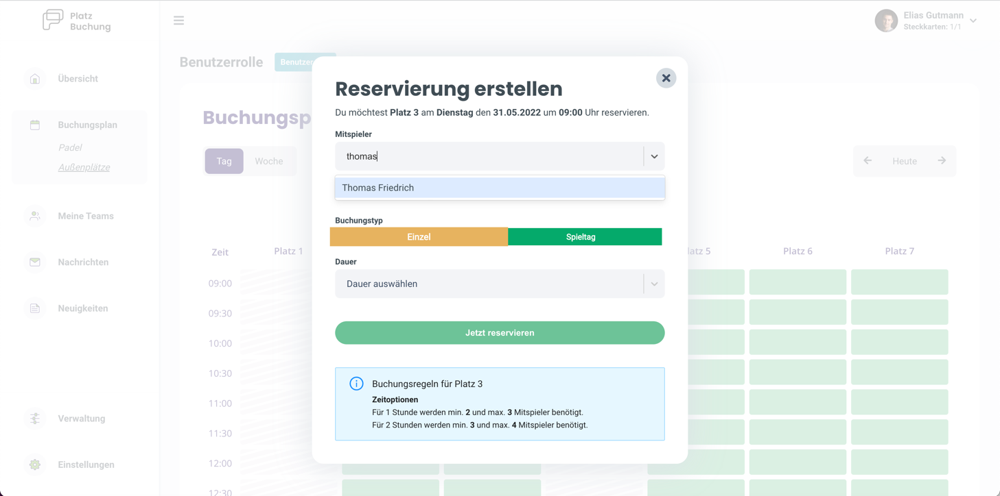 Platz
Buchung
Elias Gutmann
Steckkarten: 1/1
Benutzerrolle
Übersicht
Buchungsplan
Padel
Außenplätze
Meine Teams
Nachrichten
Neuigkeiten
Verwaltung
Einstellungen
Buchungsp
Tag
Woche
Heute
Zeit
Platz 1
latz 5
Platz 6
Platz 7
09:00
09:30
10:00
10:30
11:00
11:30
12:00
12:30
Reservierung erstellen
Du möchtest Platz 3 am Dienstag den 31.05.2022 um 09:00 Uhr reservieren.
Mitspieler
thomas
Thomas Friedrich
Buchungstyp
Einzel
Spieltag
Dauer
Dauer auswählen
Jetzt reservieren
Buchungsregeln für Platz 3
Zeitoptionen
Für 1 Stunde werden min. 2 und max. 3 Mitspieler benötigt.
Für 2 Stunden werden min. 3 und max. 4 Mitspieler benötigt.